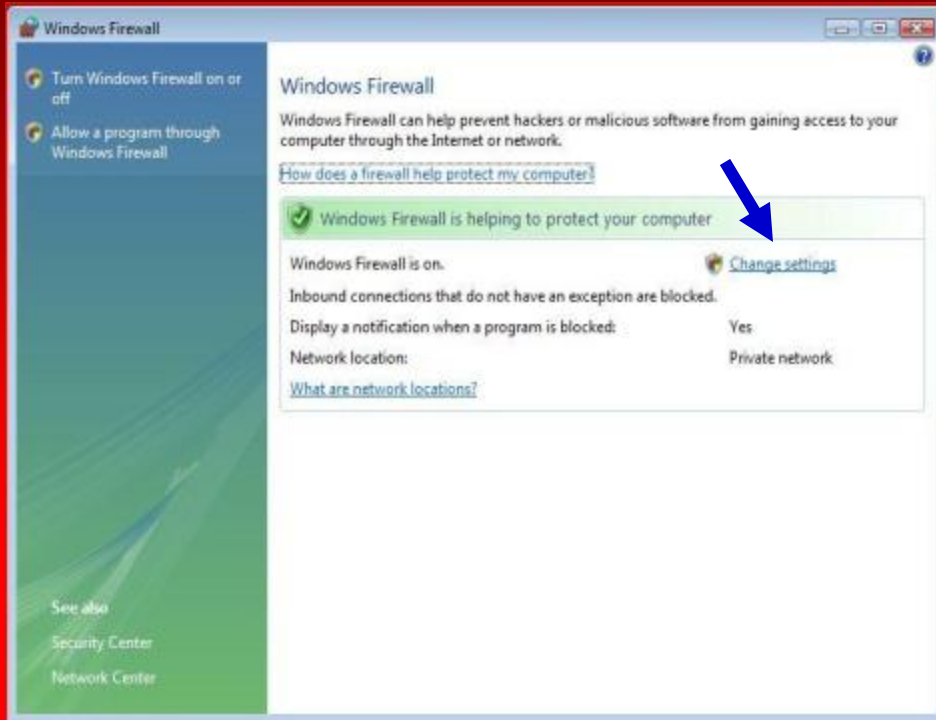 Windows Firewall
Turn Windows Firewall on or
off
Allow a program through
Windows Firewall
Windows Firewall
Windows Firewall can help prevent hackers or malicious software from gaining access to your
computer through the Internet or network.
How does a firewall help protect my computer?
Windows Firewall is helping to protect your computer
Windows Firewall is on.
Change settings
Inbound connections that do not have an exception are blocked.
Display a notification when a program is blocked: Yes
Network location: Private network
What are network locations?
See also
Security Center
Network Center